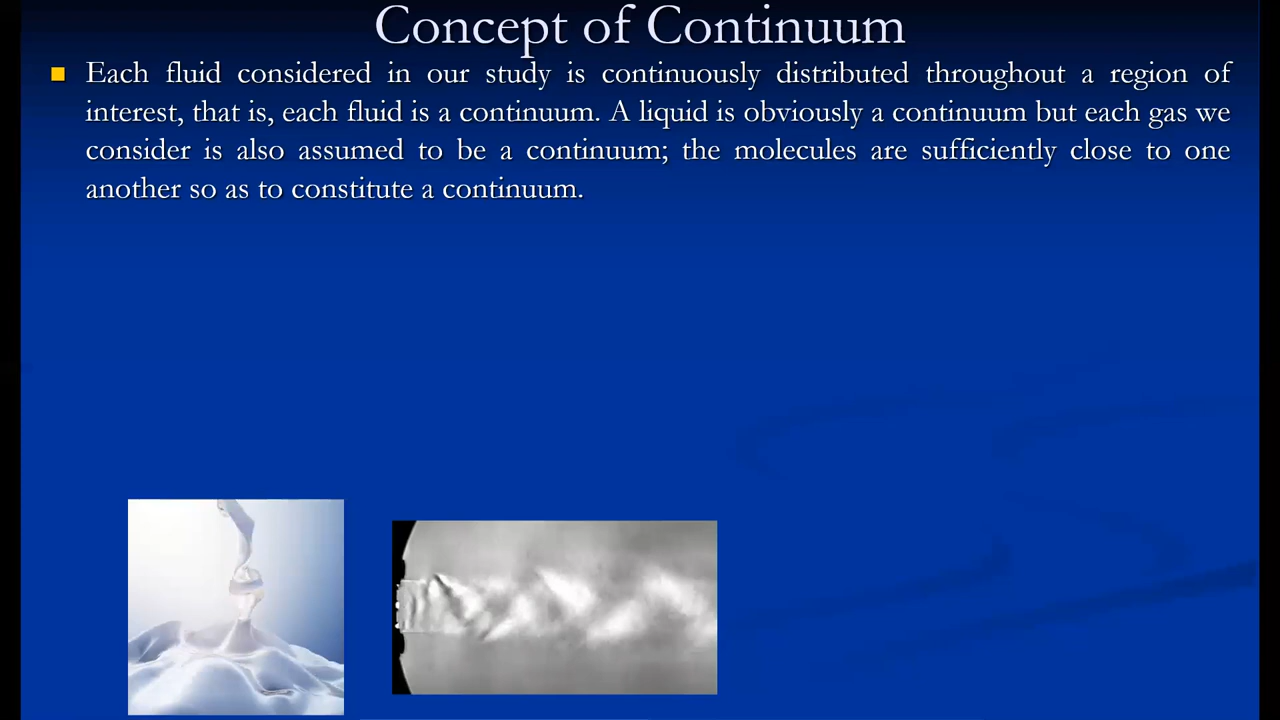 Concept of Continuum
Each fluid considered in our study is continuously distributed throughout a region of
interest, that is, each fluid is a continuum. A liquid is obviously a continuum but each gas we
consider is also assumed to be a continuum; the molecules are sufficiently close to one
another so as to constitute a continuum.